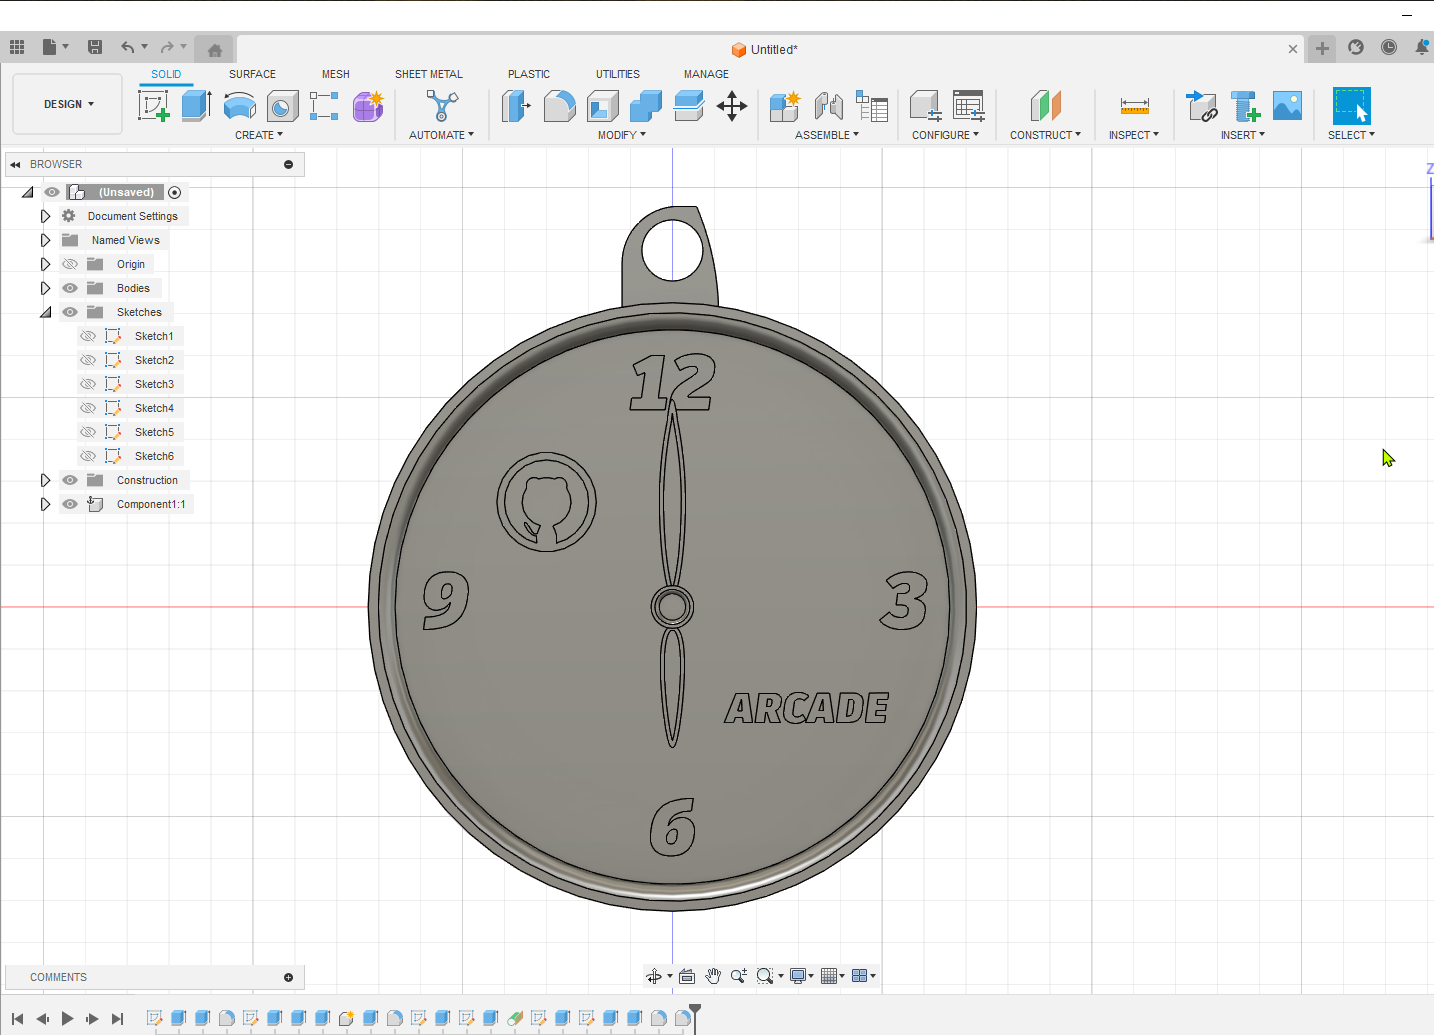 Untitled*
SOLID SURFACE MESH SHEET METAL PLASTIC UTILITIES MANAGE
DESIGN
CREATE AUTOMATE MODIFY ASSEMBLE CONFIGURE CONSTRUCT INSPECT INSERT SELECT
BROWSER
(Unsaved)
Document Settings
Named Views
Origin
Bodies
Sketches
Sketch1
Sketch2
Sketch3
Sketch4
Sketch5
Sketch6
Construction
Component1:1
Z
12
9
3
ARCADE
6
COMMENTS